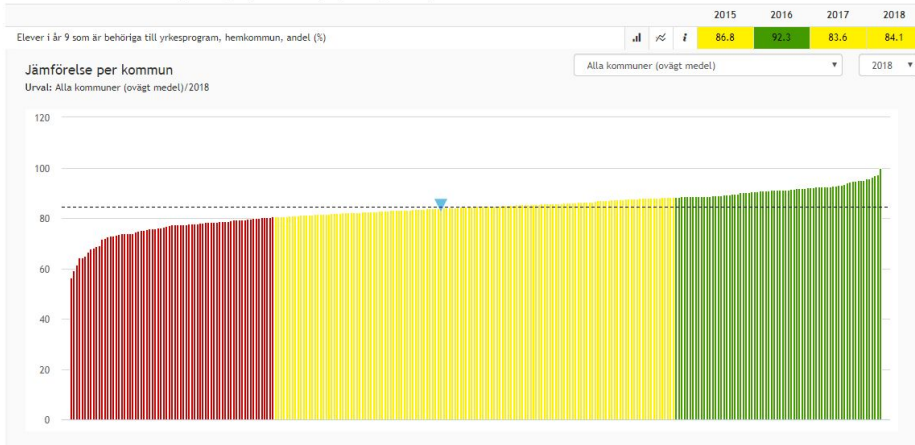 2015 2016 2017 2018
Elever i år 9 som är behöriga till yrkesprogram, hemkommun, andel (%) i 86.8 92.3 83.6 84.1
Jämförelse per kommun
Alla kommuner (ovägt medel) 2018
Urval: Alla kommuner (ovägt medel)/2018
120
100
80
60
40
20
0